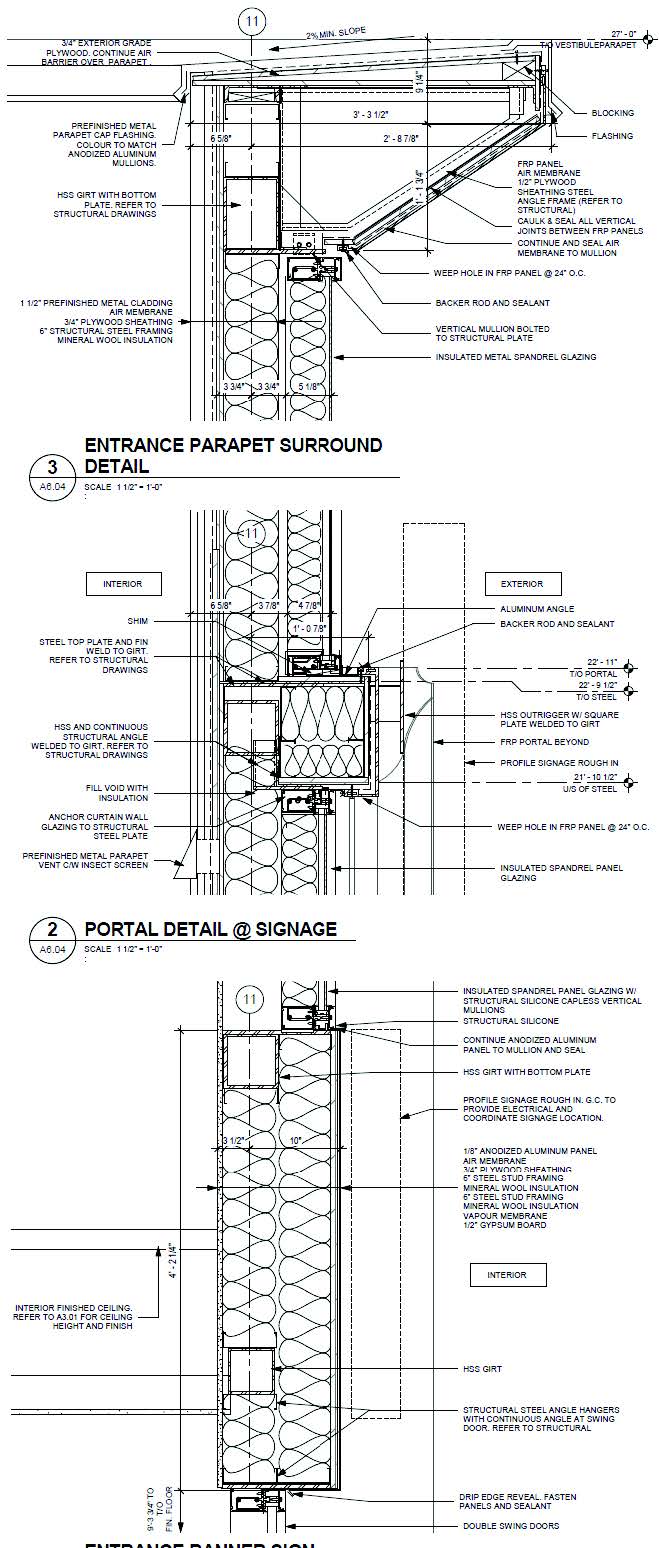 11
2% MIN. SLOPE
27' - 0"
T/O VESTIBULE PARAPET
3/4" EXTERIOR GRADE
PLYWOOD. CONTINUE AIR
BARRIER OVER PARAPET .
9 1/4"
BLOCKING
3' - 3 1/2"
FLASHING
PREFINISHED METAL
PARAPET CAP FLASHING.
COLOUR TO MATCH
ANODIZED ALUMINUM
MULLIONS.
6 5/8"
2' - 8 7/8"
FRP PANEL
AIR MEMBRANE
1/2" PLYWOOD
SHEATHING STEEL
ANGLE FRAME (REFER TO
STRUCTURAL)
1' - 1 3/4"
HSS GIRT WITH BOTTOM
PLATE. REFER TO
STRUCTURAL DRAWINGS
CAULK & SEAL ALL VERTICAL
JOINTS BETWEEN FRP PANELS
CONTINUE AND SEAL AIR
MEMBRANE TO MULLION
WEEP HOLE IN FRP PANEL @ 24" O.C.
BACKER ROD AND SEALANT
1 1/2" PREFINISHED METAL CLADDING
AIR MEMBRANE
3/4" PLYWOOD SHEATHING
6" STRUCTURAL STEEL FRAMING
MINERAL WOOL INSULATION
VERTICAL MULLION BOLTED
TO STRUCTURAL PLATE
INSULATED METAL SPANDREL GLAZING
3 3/4"
3 3/4"
5 1/8"
3
A6.04
ENTRANCE PARAPET SURROUND
DETAIL
SCALE 1 1/2" = 1'-0"
:
11
INTERIOR
EXTERIOR
6 5/8"
3 7/8"
4 7/8"
ALUMINUM ANGLE
SHIM
1' - 0 7/8"
BACKER ROD AND SEALANT
STEEL TOP PLATE AND FIN
WELD TO GIRT.
REFER TO STRUCTURAL
DRAWINGS
22' - 11"
T/O PORTAL
22' - 9 1/2"
T/O STEEL
HSS OUTRIGGER W/ SQUARE
PLATE WELDED TO GIRT
HSS AND CONTINUOUS
STRUCTURAL ANGLE
WELDED TO GIRT. REFER TO
STRUCTURAL DRAWINGS
FRP PORTAL BEYOND
PROFILE SIGNAGE ROUGH IN
21' - 10 1/2"
U/S OF STEEL
FILL VOID WITH
INSULATION
ANCHOR CURTAIN WALL
GLAZING TO STRUCTURAL
STEEL PLATE
WEEP HOLE IN FRP PANEL @ 24" O.C.
PREFINISHED METAL PARAPET
VENT C/W INSECT SCREEN
INSULATED SPANDREL PANEL
GLAZING
2
A6.04
PORTAL DETAIL @ SIGNAGE
SCALE 1 1/2" = 1'-0"
:
11
INSULATED SPANDREL PANEL GLAZING W/
STRUCTURAL SILICONE CAPLESS VERTICAL
MULLIONS
STRUCTURAL SILICONE
CONTINUE ANODIZED ALUMINUM
PANEL TO MULLION AND SEAL
HSS GIRT WITH BOTTOM PLATE
PROFILE SIGNAGE ROUGH IN. G.C. TO
PROVIDE ELECTRICAL AND
COORDINATE SIGNAGE LOCATION.
3 1/2"
10"
1/8" ANODIZED ALUMINUM PANEL
AIR MEMBRANE
3/4" PLYWOOD SHEATHING
6" STEEL STUD FRAMING
MINERAL WOOL INSULATION
6" STEEL STUD FRAMING
MINERAL WOOL INSULATION
VAPOUR MEMBRANE
1/2" GYPSUM BOARD
4' - 2 1/4"
INTERIOR
INTERIOR FINISHED CEILING.
REFER TO A3.01 FOR CEILING
HEIGHT AND FINISH
HSS GIRT
STRUCTURAL STEEL ANGLE HANGERS
WITH CONTINUOUS ANGLE AT SWING
DOOR. REFER TO STRUCTURAL
9'-3 3/4" TO
T/O
FIN. FLOOR
DRIP EDGE REVEAL. FASTEN
PANELS AND SEALANT
DOUBLE SWING DOORS
ENTRANCE BANNER SIGN